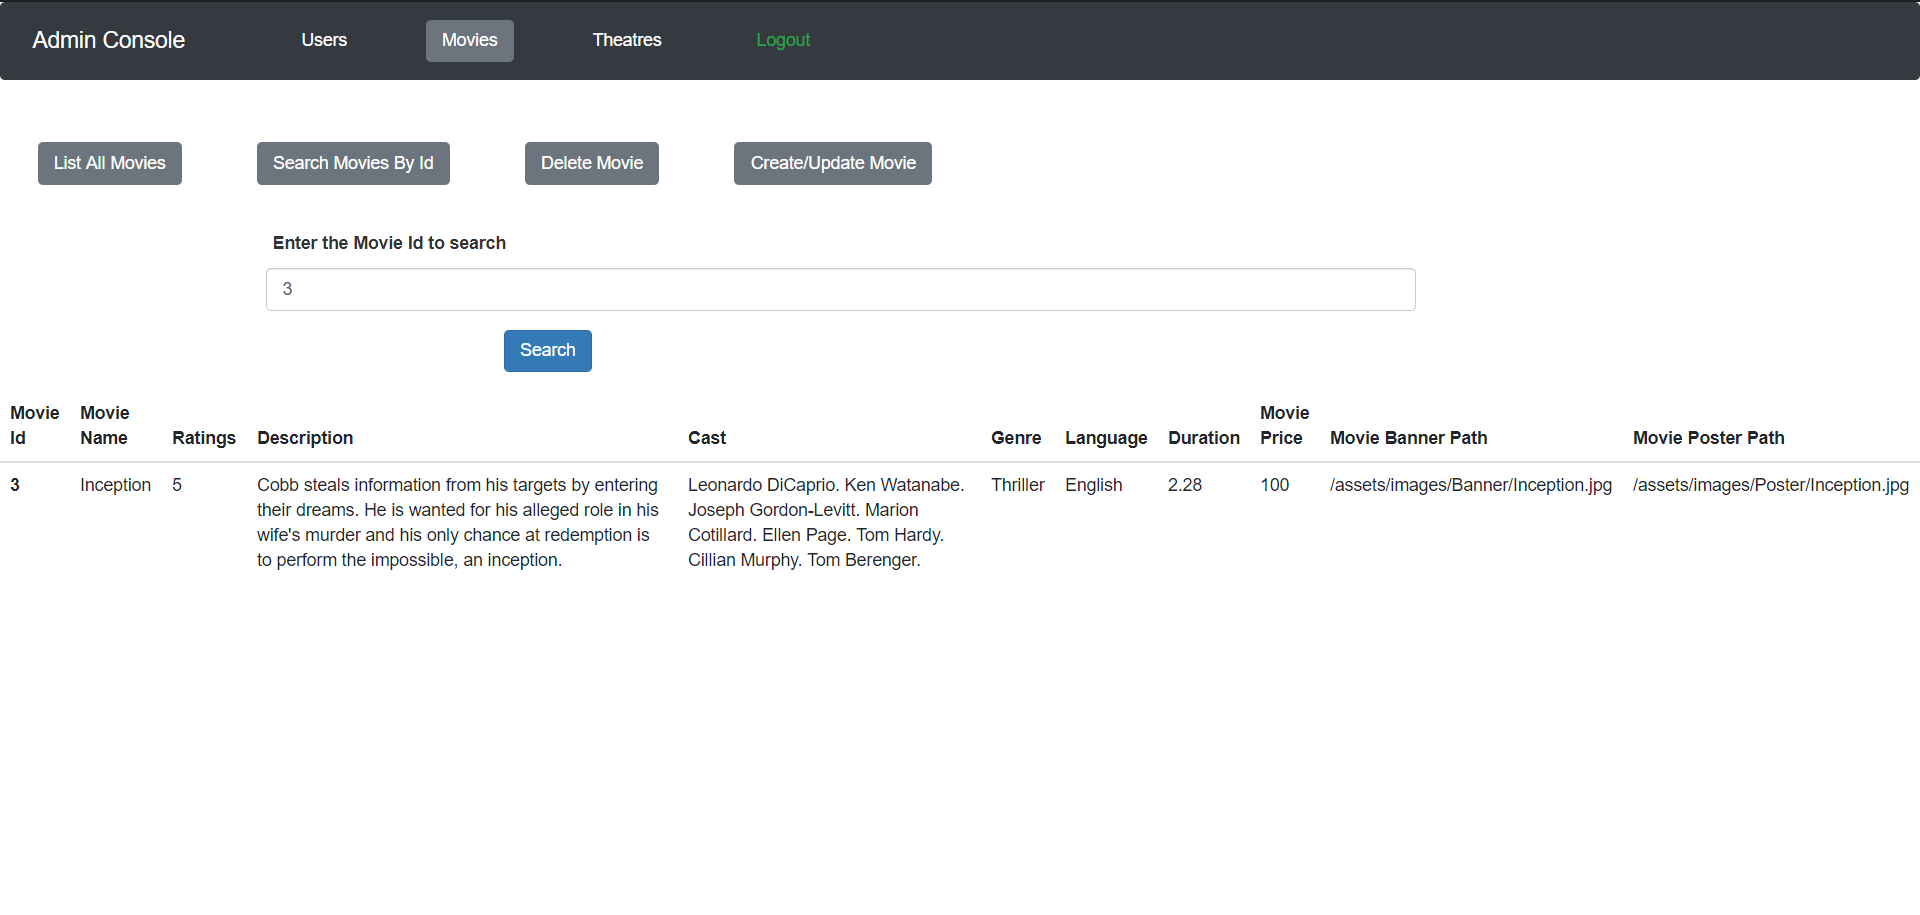 Admin Console Users Movies Theatres Logout
List All Movies Search Movies By Id Delete Movie Create/Update Movie
Enter the Movie Id to search
3
Search
Movie Id Movie Name Ratings Description Cast Genre Language Duration Movie Price Movie Banner Path Movie Poster Path
3 Inception 5 Cobb steals information from his targets by entering
their dreams. He is wanted for his alleged role in his
wife's murder and his only chance at redemption is
to perform the impossible, an inception.
Leonardo DiCaprio. Ken Watanabe.
Joseph Gordon-Levitt. Marion
Cotillard. Ellen Page. Tom Hardy.
Cillian Murphy. Tom Berenger.
Thriller English 2.28 100 /assets/images/Banner/Inception.jpg /assets/images/Poster/Inception.jpg